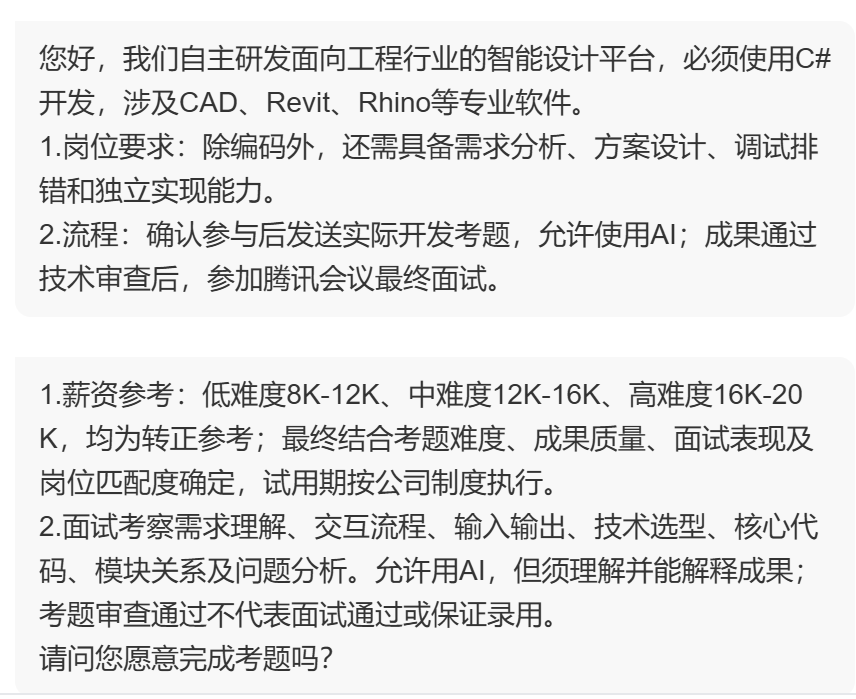 您好，我们自主研发面向工程行业的智能设计平台，必须使用C#
开发，涉及CAD、Revit、Rhino等专业软件。
1.岗位要求：除编码外，还需具备需求分析、方案设计、调试排
错和独立实现能力。
2.流程：确认参与后发送实际开发考题，允许使用AI；成果通过
技术审查后，参加腾讯会议最终面试。
1.薪资参考：低难度8K-12K、中难度12K-16K、高难度16K-20
K，均为转正参考；最终结合考题难度、成果质量、面试表现及
岗位匹配度确定，试用期按公司制度执行。
2.面试考察需求理解、交互流程、输入输出、技术选型、核心代
码、模块关系及问题分析。允许用AI，但须理解并能解释成果；
考题审查通过不代表面试通过或保证录用。
请问您愿意完成考题吗？